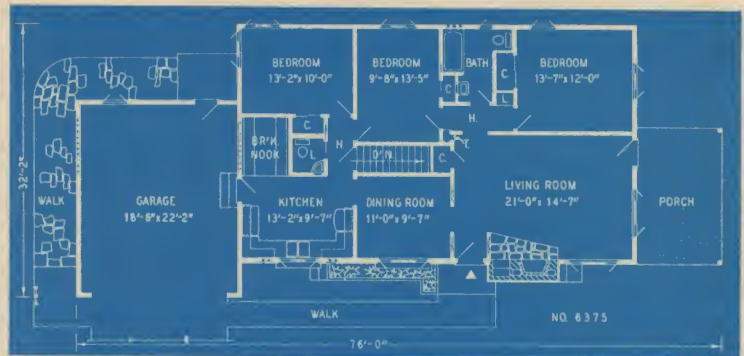 BEDROOM
13'-2" x 10'-0"
BEDROOM
9'-8" x 13'-5"
BATH
C.
L.
BEDROOM
13'-7" x 12'-0"
C.
H.
C.
BR'K.
NOOK
L.
H.
D'N.
C.
32'-2"
WALK
GARAGE
18'-6" x 22'-2"
KITCHEN
13'-2" x 9'-7"
DINING ROOM
11'-0" x 9'-7"
LIVING ROOM
21'-0" x 14'-7"
PORCH
WALK
NO. 6375
76'-0"